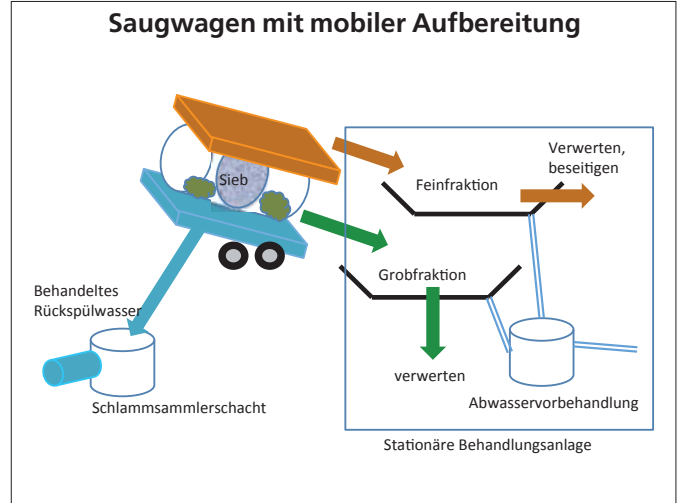 Saugwagen mit mobiler Aufbereitung
Verwerten,
beseitigen
Sieb
Feinfraktion
Grobfraktion
Behandeltes
Rückspülwasser
verwerten
Schlammsammlerschacht
Abwasservorbehandlung
Stationäre Behandlungsanlage